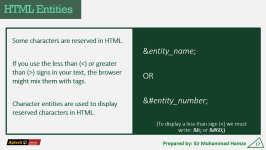 HTML Entities
Some characters are reserved in HTML.
If you use the less than (<) or greater
than (>) signs in your text, the browser
might mix them with tags.
Character entities are used to display
reserved characters in HTML.
&entity_name;
OR
&#entity_number;
[To display a less than sign (<) we must
write: &lt; or &#60;]
Aptech
Prepared by: Sir Muhammad Hamza
17